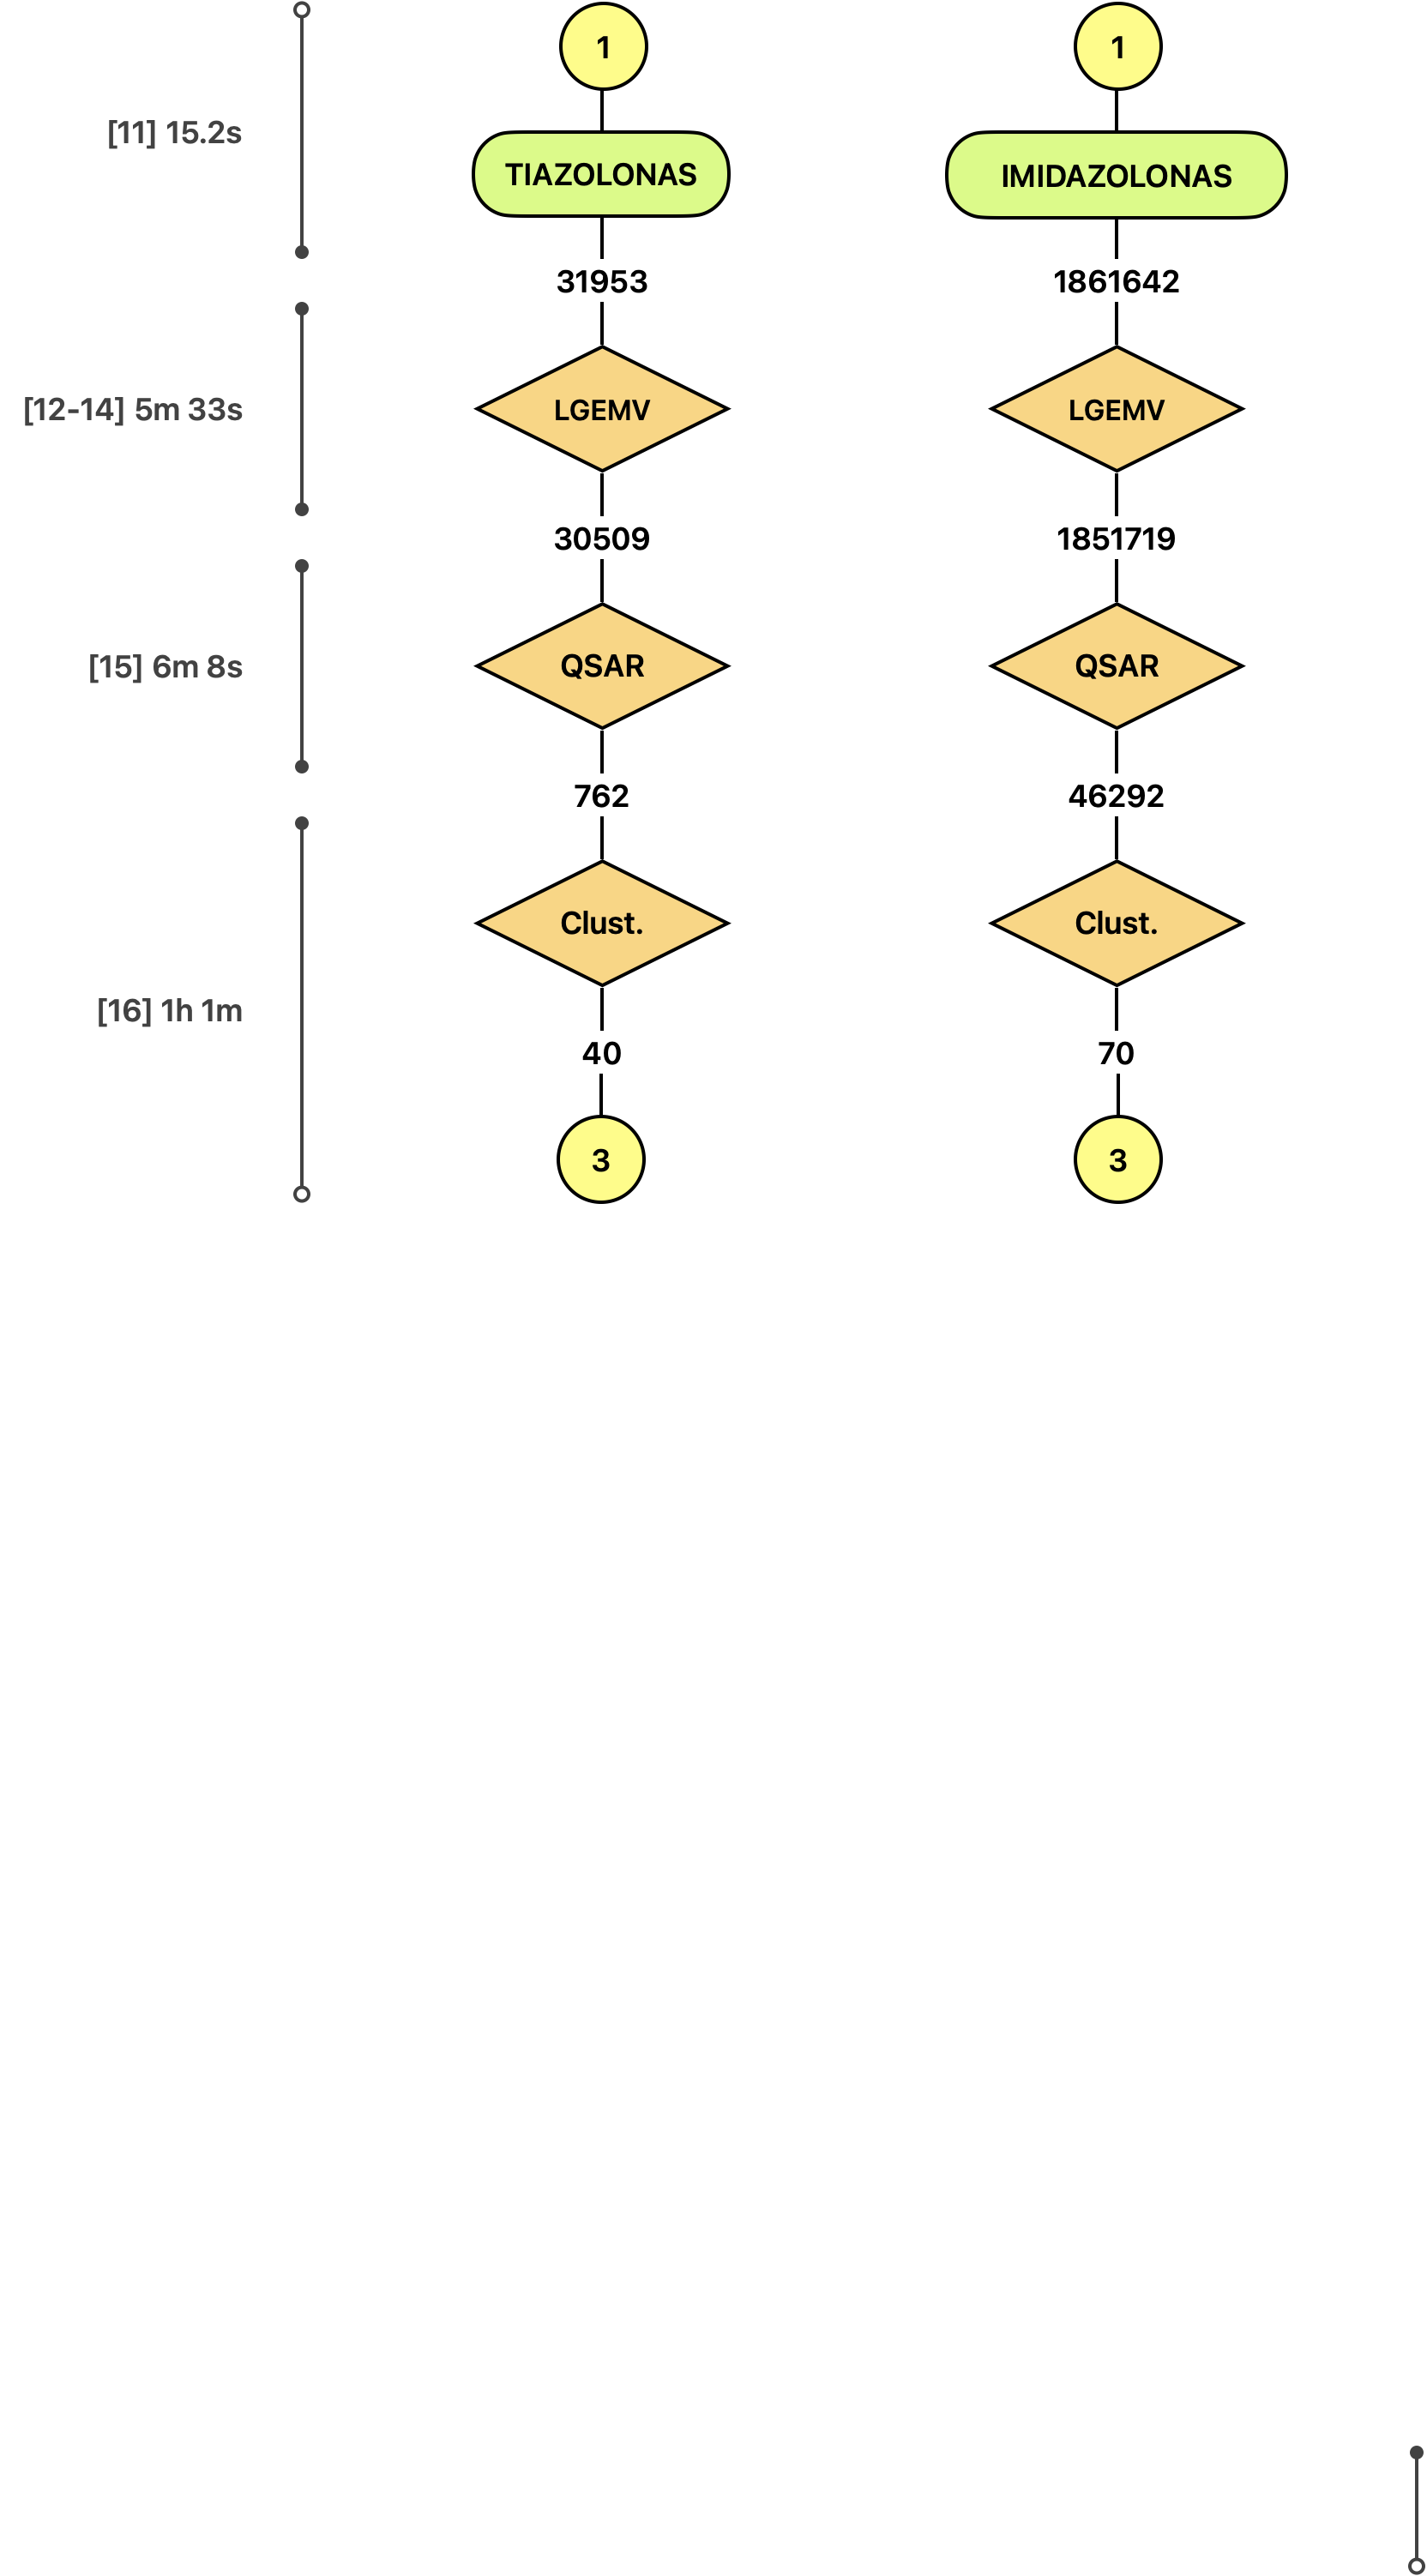 1
1
[11] 15.2s
TIAZOLONAS
IMIDAZOLONAS
31953
1861642
[12-14] 5m 33s
LGEMV
LGEMV
30509
1851719
[15] 6m 8s
QSAR
QSAR
762
46292
Clust.
Clust.
[16] 1h 1m
40
70
3
3